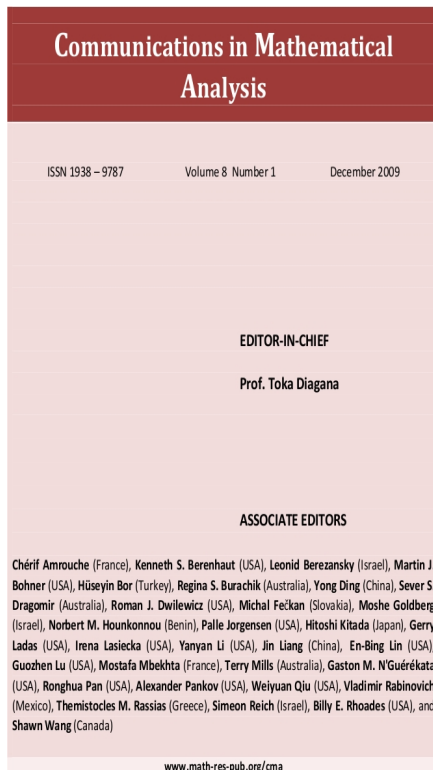 Communications in Mathematical
Analysis
ISSN 1938 – 9787 Volume 8 Number 1 December 2009
EDITOR-IN-CHIEF
Prof. Toka Diagana
ASSOCIATE EDITORS
Chérif Amrouche (France), Kenneth S. Berenhaut (USA), Leonid Berezansky (Israel), Martin J.
Bohner (USA), Hüseyin Bor (Turkey), Regina S. Burachik (Australia), Yong Ding (China), Sever S.
Dragomir (Australia), Roman J. Dwilewicz (USA), Michal Fečkan (Slovakia), Moshe Goldberg
(Israel), Norbert M. Hounkonnou (Benin), Palle Jorgensen (USA), Hitoshi Kitada (Japan), Gerry
Ladas (USA), Irena Lasiecka (USA), Yanyan Li (USA), Jin Liang (China), En-Bing Lin (USA)
Guozhen Lu (USA), Mostafa Mbekhta (France), Terry Mills (Australia), Gaston M. N'Guérékata
(USA), Ronghua Pan (USA), Alexander Pankov (USA), Weiyuan Qiu (USA), Vladimir Rabinovich
(Mexico), Themistocles M. Rassias (Greece), Simeon Reich (Israel), Billy E. Rhoades (USA), and
Shawn Wang (Canada)
www.math-res-pub.org/cma